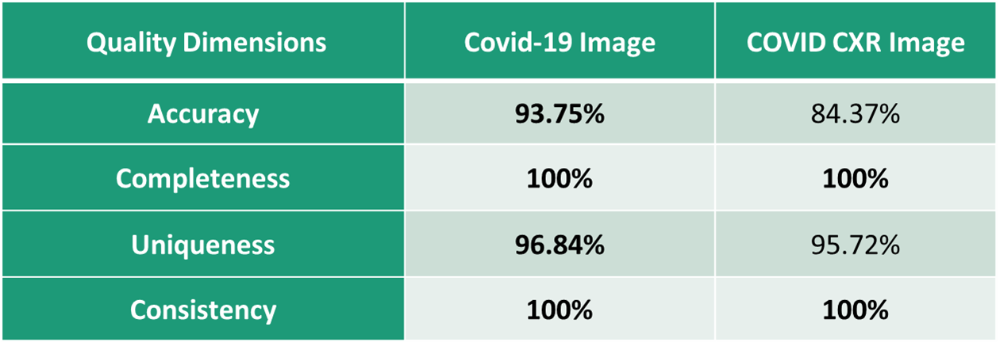 Quality Dimensions Covid-19 Image COVID CXR Image
Accuracy 93.75% 84.37%
Completeness 100% 100%
Uniqueness 96.84% 95.72%
Consistency 100% 100%